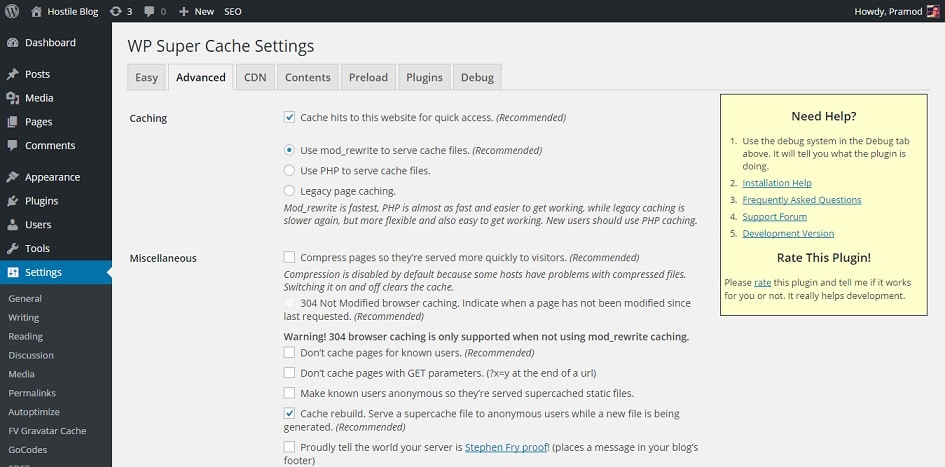 Hostile Blog 3 0 + New SEO Howdy, Pramod
Dashboard
Posts
Media
Pages
Comments
Appearance
Plugins
Users
Tools
Settings
General
Writing
Reading
Discussion
Media
Permalinks
Autoptimize
FV Gravatar Cache
GoCodes
WP Super Cache Settings
Easy Advanced CDN Contents Preload Plugins Debug
Caching
Cache hits to this website for quick access. (Recommended)
Use mod_rewrite to serve cache files. (Recommended)
Use PHP to serve cache files.
Legacy page caching.
Mod_rewrite is fastest, PHP is almost as fast and easier to get working, while legacy caching is
slower again, but more flexible and also easy to get working. New users should use PHP caching.
Miscellaneous
Compress pages so they're served more quickly to visitors. (Recommended)
Compression is disabled by default because some hosts have problems with compressed files.
Switching it on and off clears the cache.
304 Not Modified browser caching. Indicate when a page has not been modified since
last requested. (Recommended)
Warning! 304 browser caching is only supported when not using mod_rewrite caching.
Don't cache pages for known users. (Recommended)
Don't cache pages with GET parameters. (?x=y at the end of a url)
Make known users anonymous so they're served supercached static files.
Cache rebuild. Serve a supercache file to anonymous users while a new file is being
generated. (Recommended)
Proudly tell the world your server is Stephen Fry proof! (places a message in your blog's
footer)
Need Help?
1. Use the debug system in the Debug tab
above. It will tell you what the plugin is
doing.
2. Installation Help
3. Frequently Asked Questions
4. Support Forum
5. Development Version
Rate This Plugin!
Please rate this plugin and tell me if it works
for you or not. It really helps development.